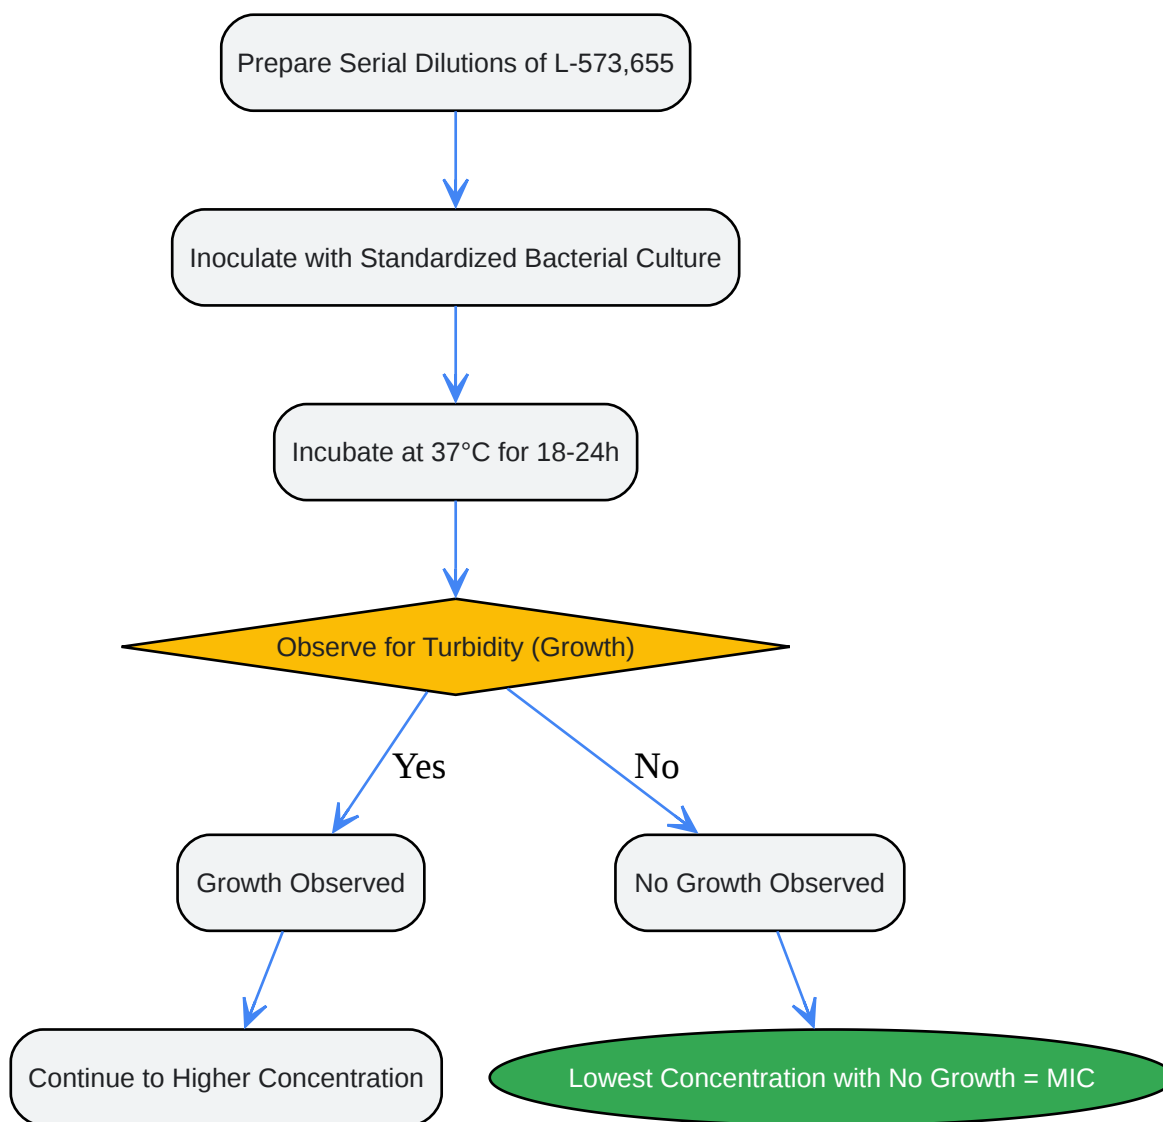 Prepare Serial Dilutions of L-573,655
Inoculate with Standardized Bacterial Culture
Incubate at 37°C for 18-24h
Observe for Turbidity (Growth)
Yes
No
Growth Observed
No Growth Observed
Continue to Higher Concentration
Lowest Concentration with No Growth = MIC